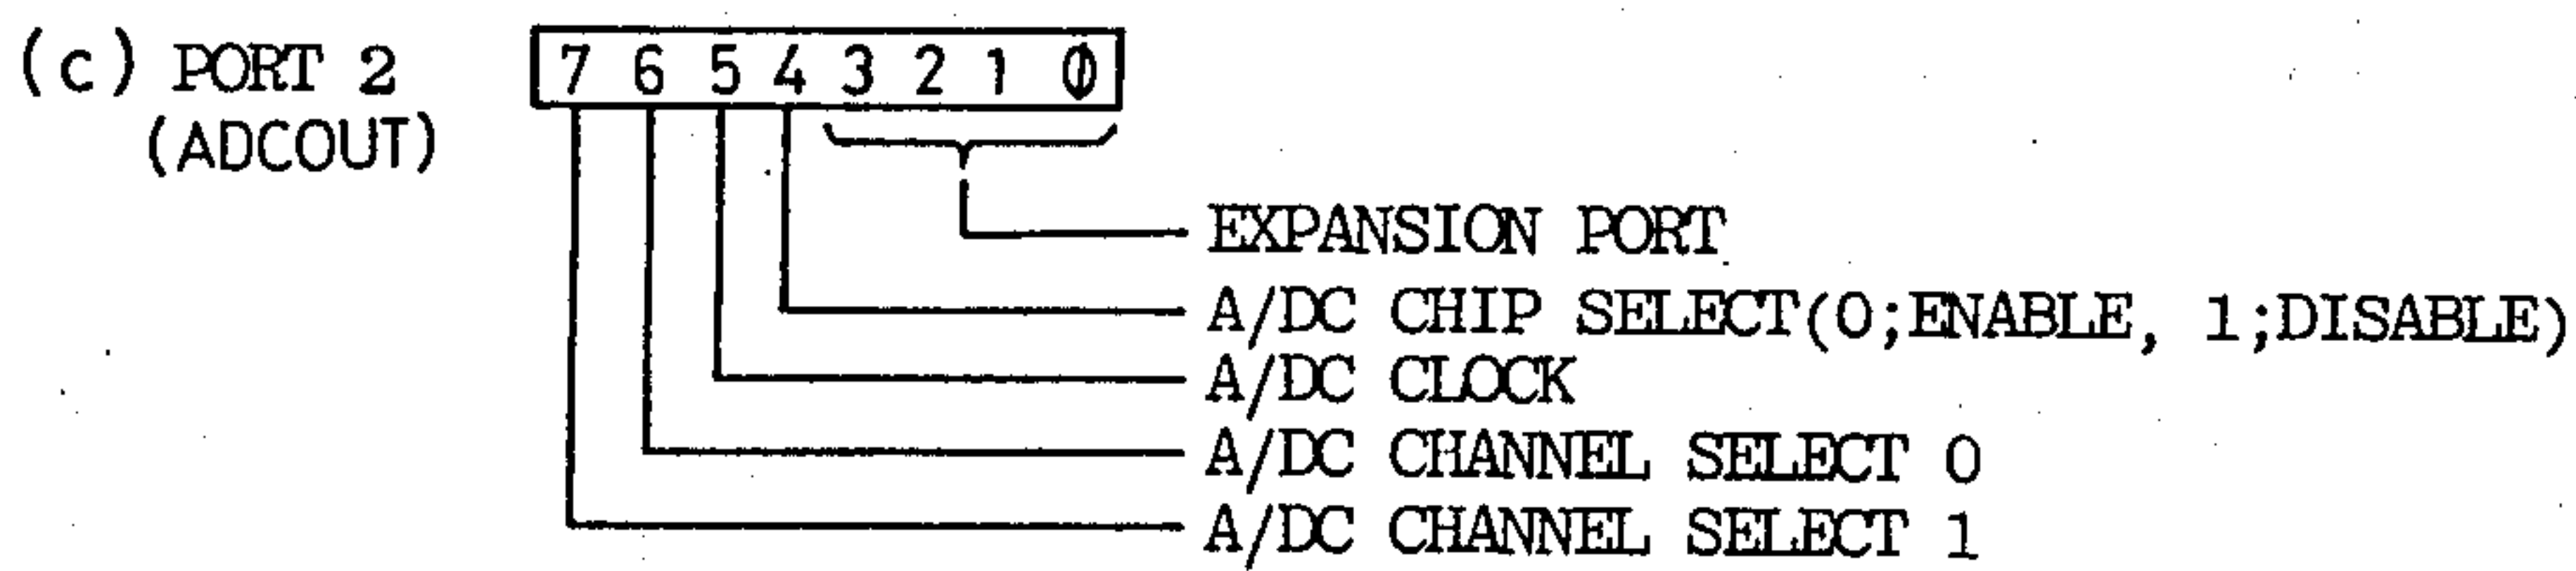 (c) PORT 2 7 6 5 4 3 2 1 0
(ADCOUT)
EXPANSION PORT
A/DC CHIP SELECT(0;ENABLE, 1;DISABLE)
A/DC CLOCK
A/DC CHANNEL SELECT 0
A/DC CHANNEL SELECT 1